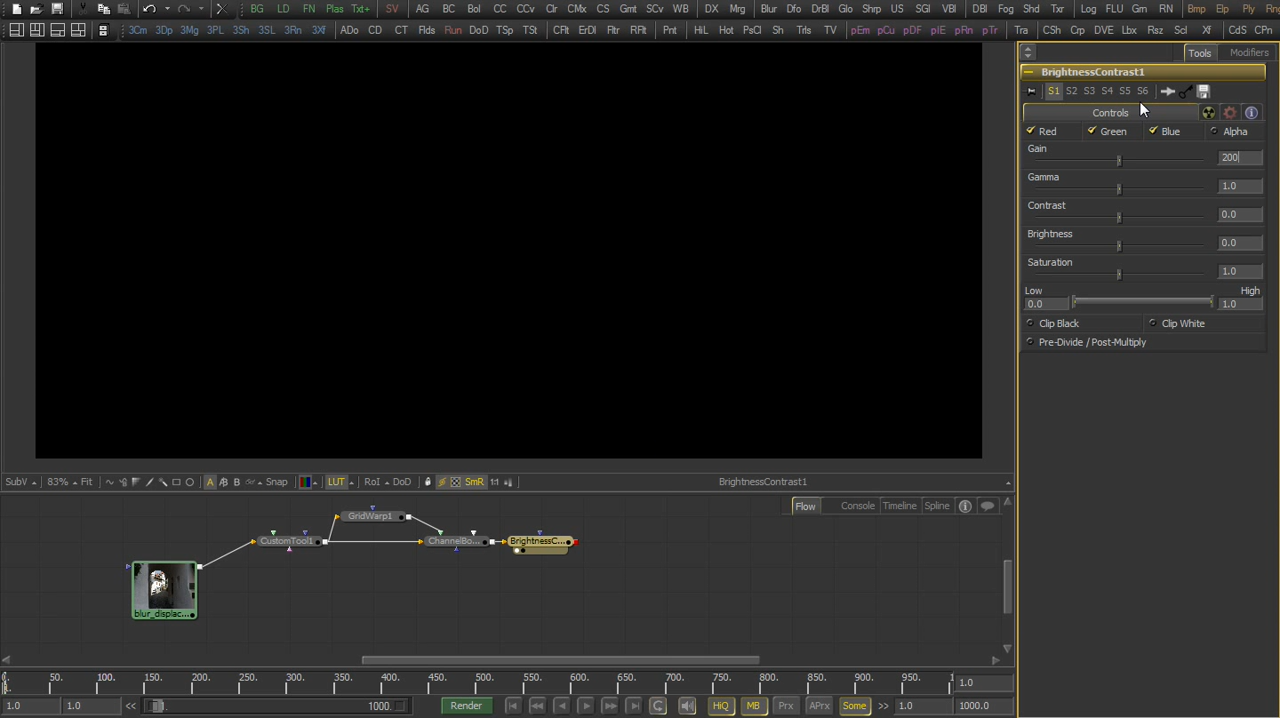 BG LD FN Plas Txt+ SV AG BC Bol CC CCv Clr CMx CS Gmt SCv WB DX Mrg Blur Dfo DrBl Glo Shrp US SGl VBl DBl Fog Shd Txr Log FLU Gm RN Bmp Elp Ply
3Cm 3Dp 3Mg 3PL 3Sh 3SL 3Rn 3Xf ADo CD CT Flds Run DoD TSp TSt CFlt ErDl Fltr RFlt Pnt HiL Hot Sh Trls TV pEm pCu pDF pIE pRn pTr Tra CSh Crp DVE Lbx Rsz Scl Xf CdS CPn
Tools Modifiers
BrightnessContrast1
S1 S2 S3 S4 S5 S6
Controls
Red Green Blue Alpha
Gain
200
Gamma
1.0
Contrast
0.0
Brightness
0.0
Saturation
1.0
Low High
0.0 1.0
Clip Black Clip White
Pre-Divide / Post-Multiply
SubV 83% Fit A B Snap LUT RoI DoD SmR 1:1 BrightnessContrast1
Flow Console Timeline Spline
GridWarp1
CustomTool1 ChannelBo... BrightnessC...
blur_displac...
50. 100. 150. 200. 250. 300. 350. 400. 450. 500. 550. 600. 650. 700. 750. 800. 850. 900. 950. 1
1.0
1.0 1.0 << 1000. Render HiQ MB Prx APrx Some >> 1.0 1000.0